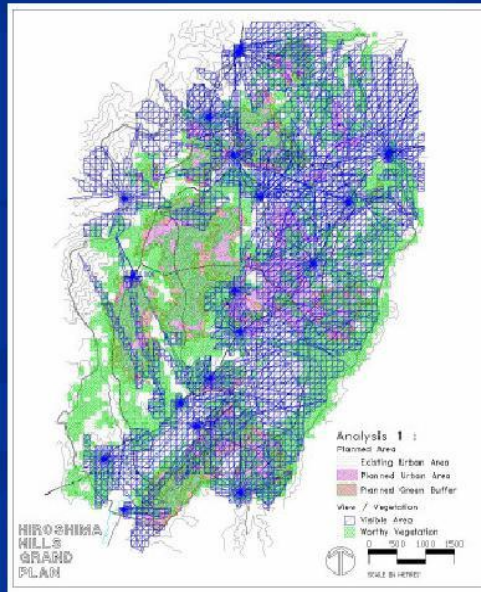 Analysis 1 :
Planned Area
Existing Urban Area
Planned Urban Area
Planned Green Buffer
View / Vegetation
Visible Area
Worthy Vegetation
0 500 1000 1500
SCALE IN METRES
HIROSHIMA
HILLS
GRAND
PLAN